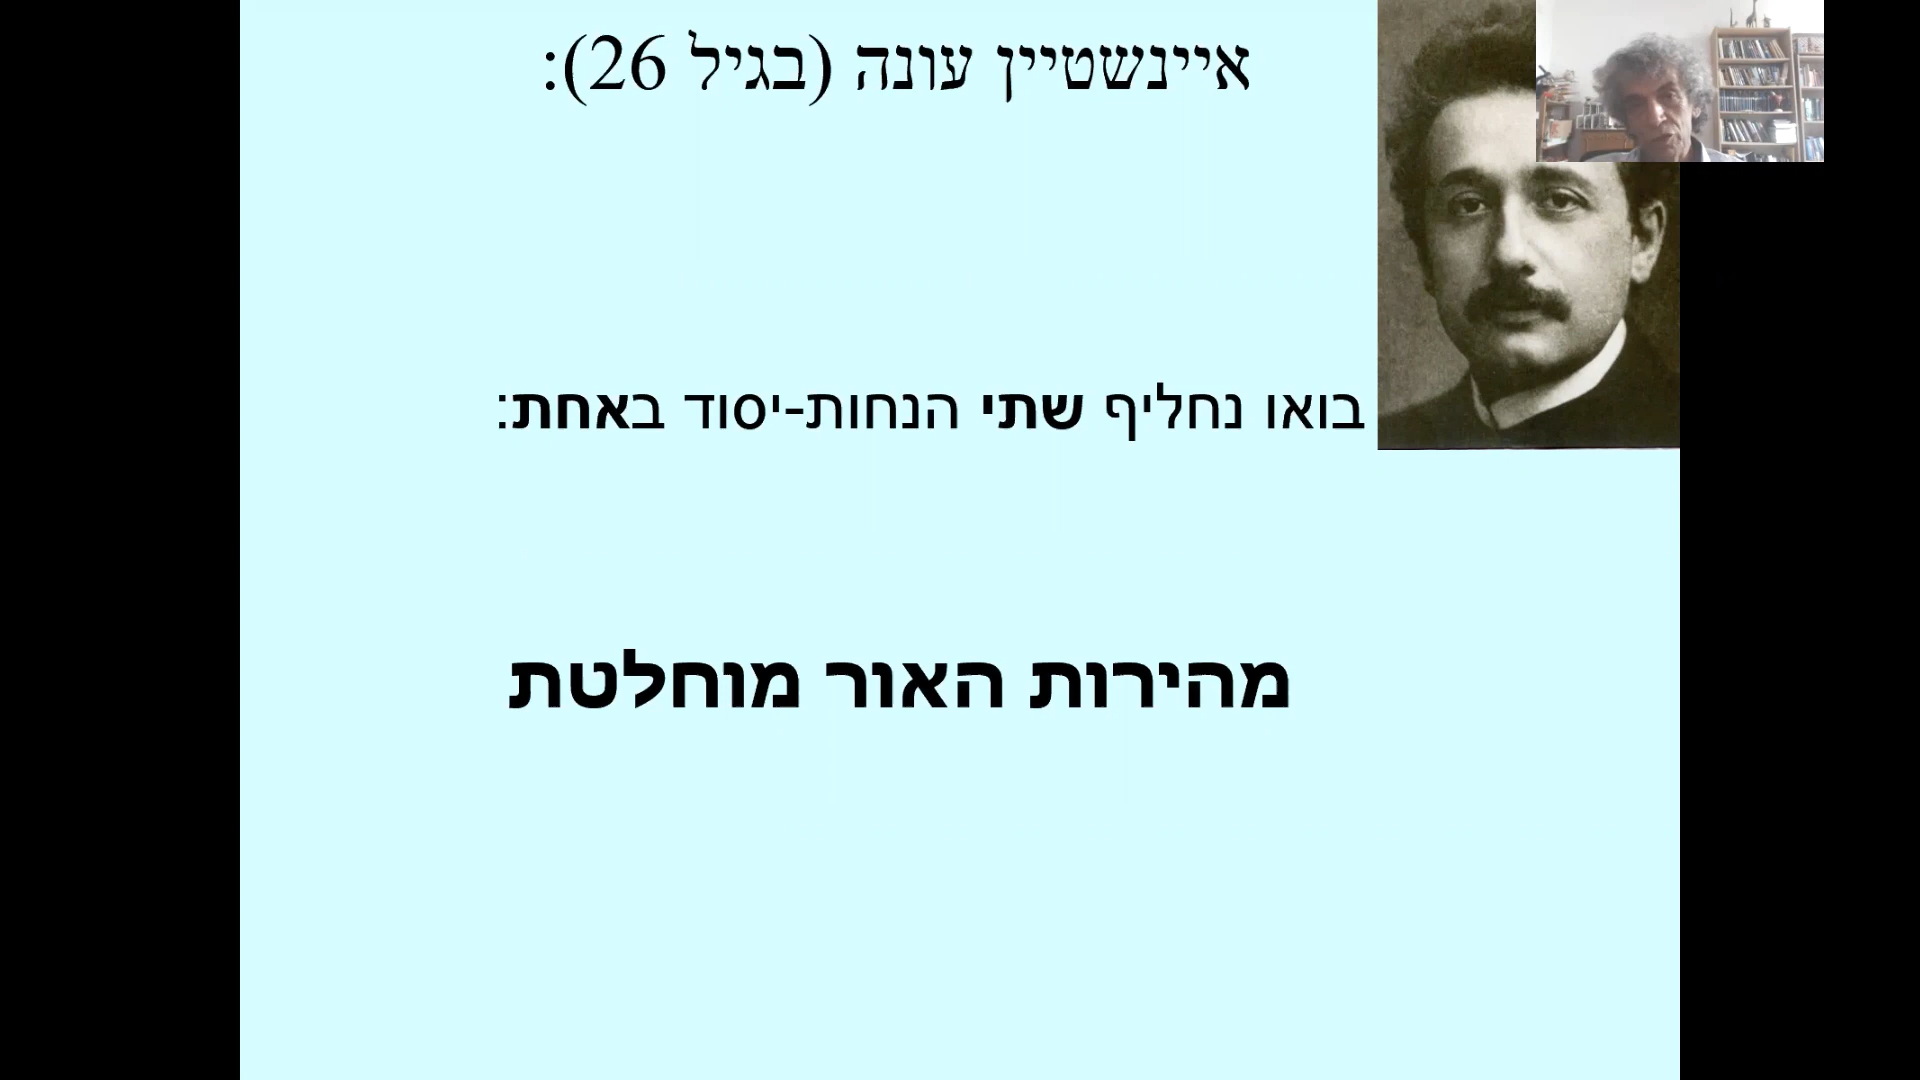 איינשטיין עונה (בגיל 26):
בואו נחליף שתי הנחות-יסוד באחת:
מהירות האור מוחלטת